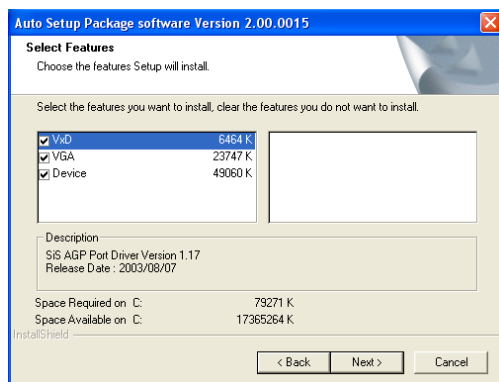 Auto Setup Package software Version 2.00.0015
Select Features
Choose the features Setup will install.
Select the features you want to install, clear the features you do not want to install.
VxD 6464 K
VGA 23747 K
Device 49060 K
Description
SiS AGP Port Driver Version 1.17
Release Date : 2003/08/07
Space Required on C: 79271 K
Space Available on C: 17365264 K
InstallShield
< Back Next > Cancel